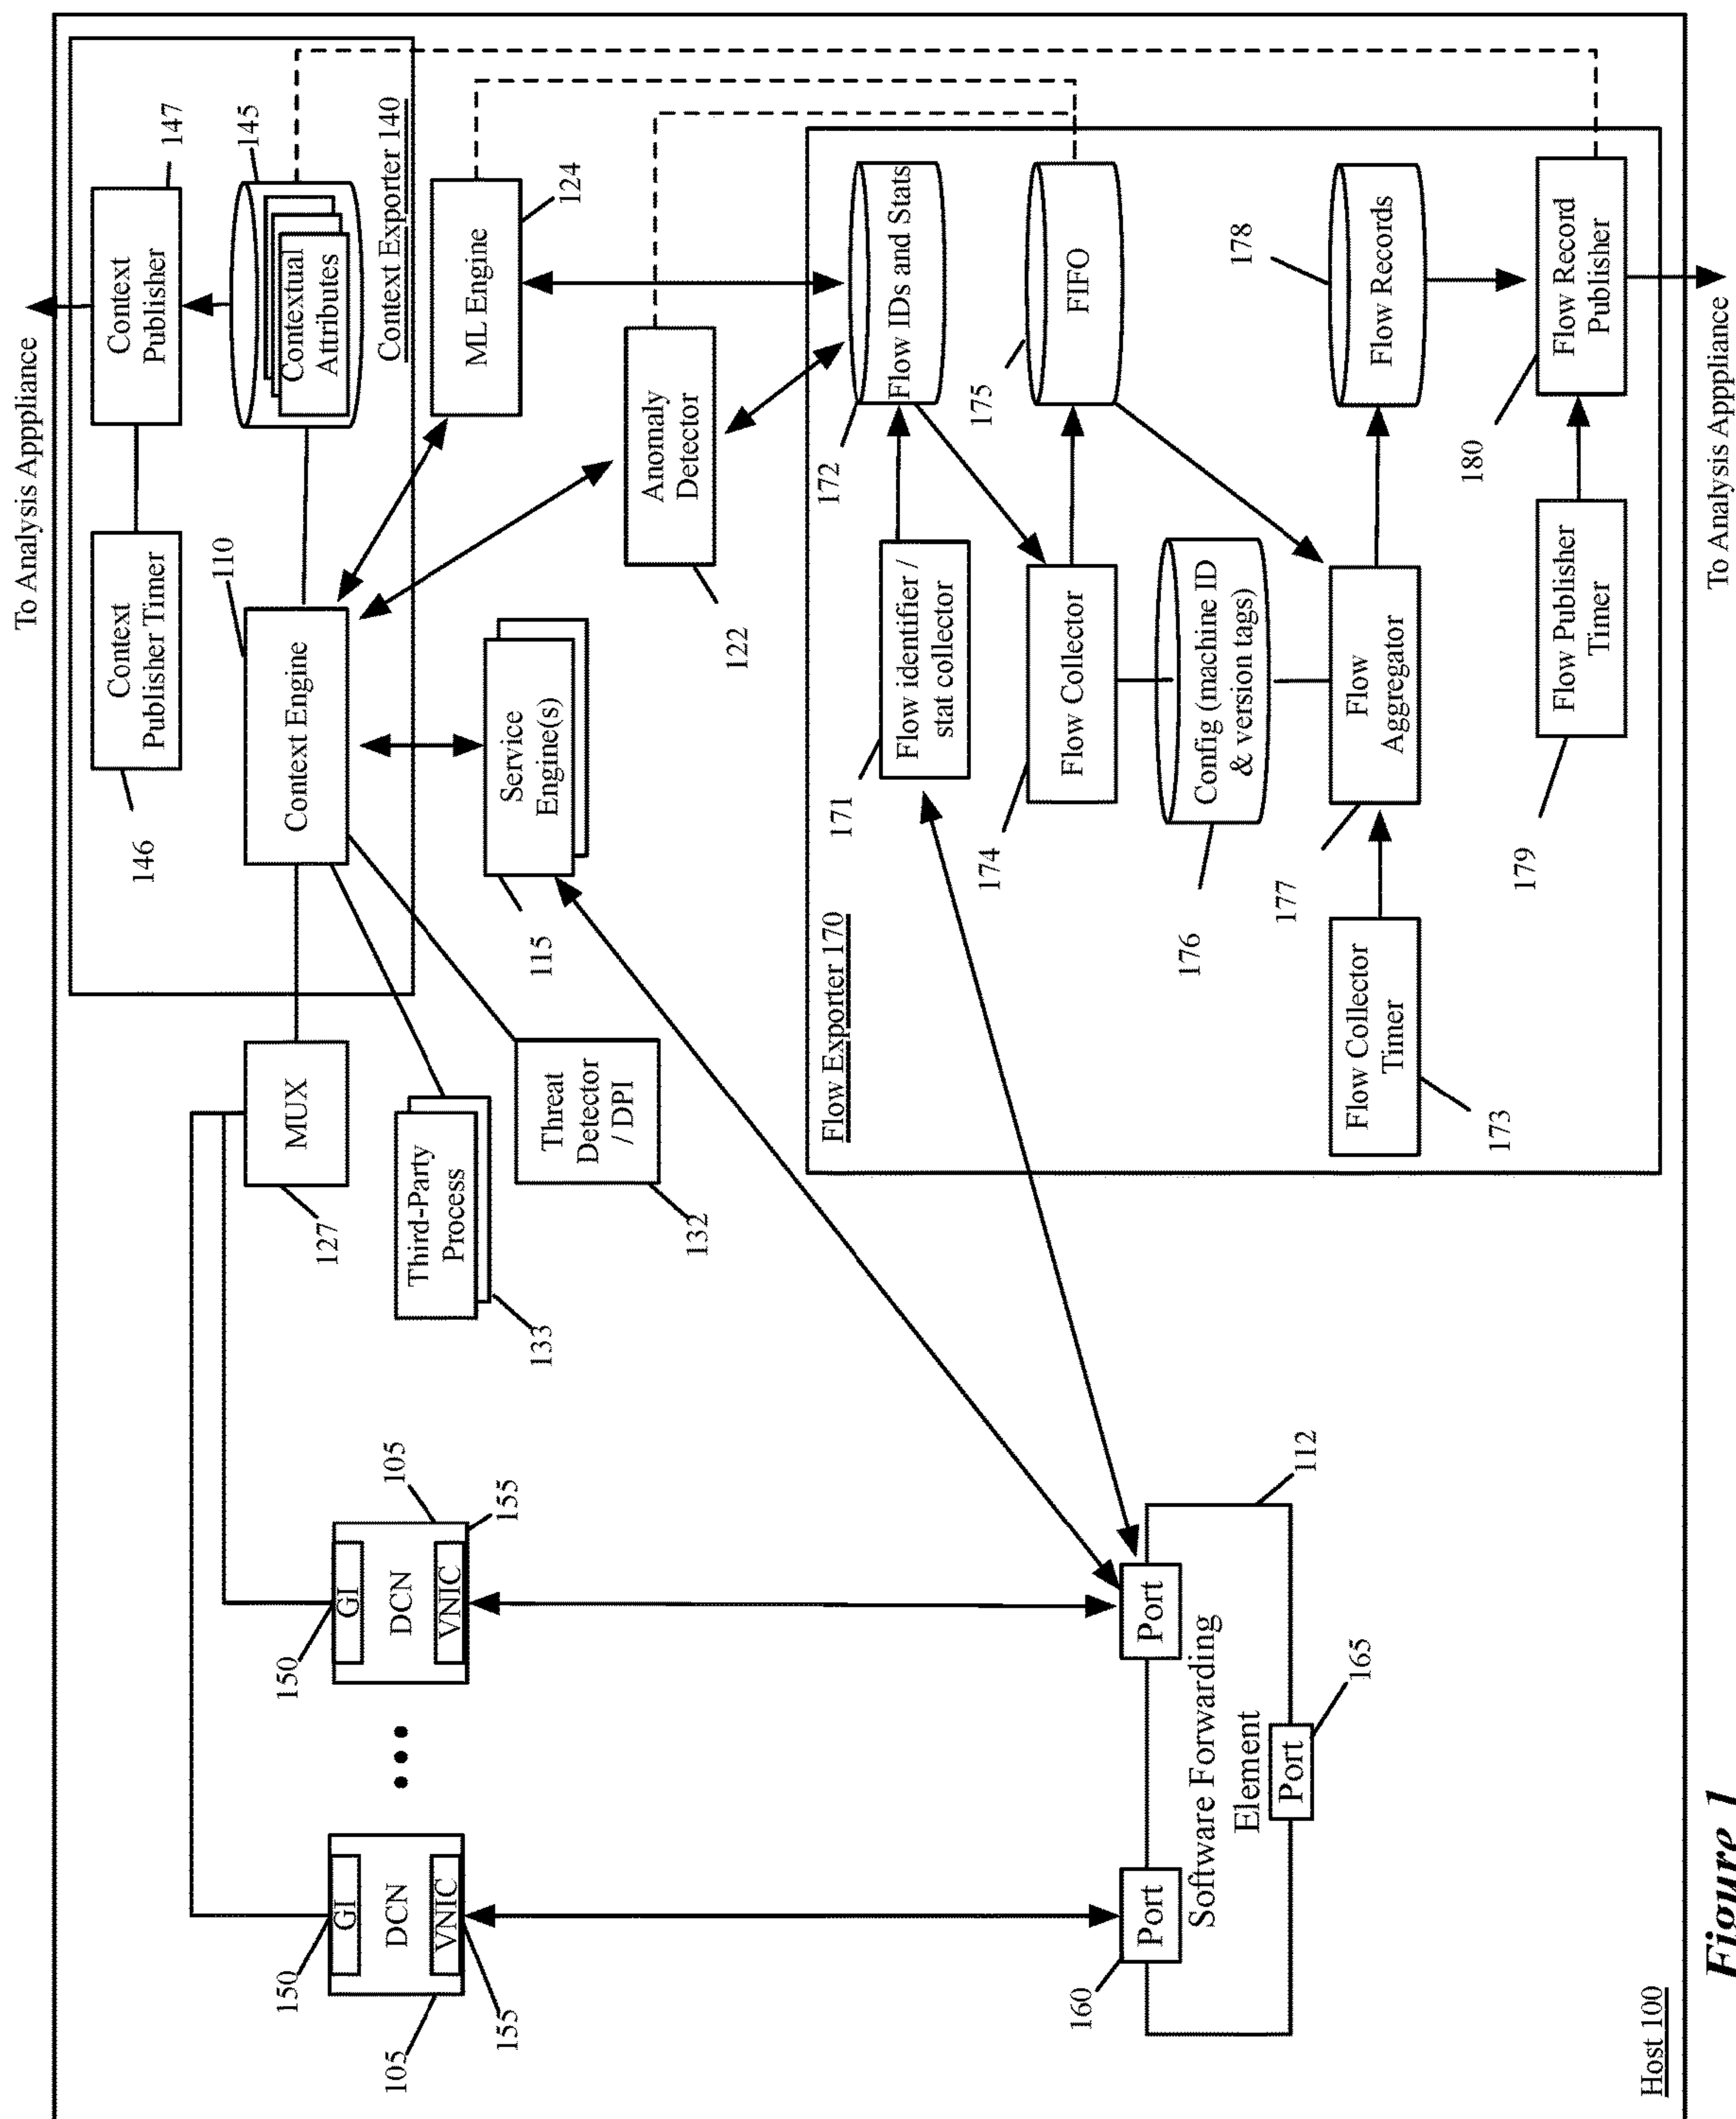 To Analysis Apppliance
Context
Publisher Timer
146
Context
Publisher
147
Contextual
Attributes
145
Context Exporter 140
Context Engine
110
MUX
127
Third-Party
Process
133
Threat
Detector
/ DPI
132
Service
Engine(s)
115
ML Engine
124
Anomaly
Detector
122
150
GI
DCN
VNIC
105
155
150
GI
DCN
VNIC
105
155
Port
160
Port
Software Forwarding
Element
112
Port
165
Flow Exporter 170
171
Flow identifier /
stat collector
172
Flow IDs and Stats
174
Flow Collector
175
FIFO
176
Config (machine ID
& version tags)
Flow Collector
Timer
173
177
Flow
Aggregator
178
Flow Records
179
Flow Publisher
Timer
180
Flow Record
Publisher
To Analysis Appliance
Host 100
Figure 1